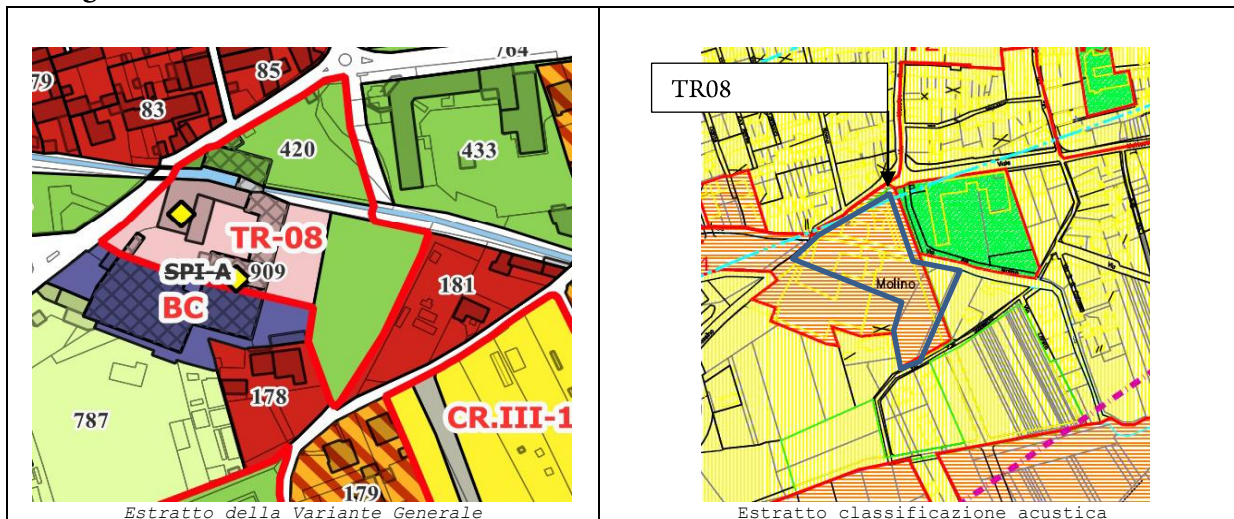 764
79
85
83
420
433
TR-08
SPI-A 909
BC
181
178
787
CR.III-1
179
Estratto della Variante Generale
TR08
Molino
Estratto classificazione acustica